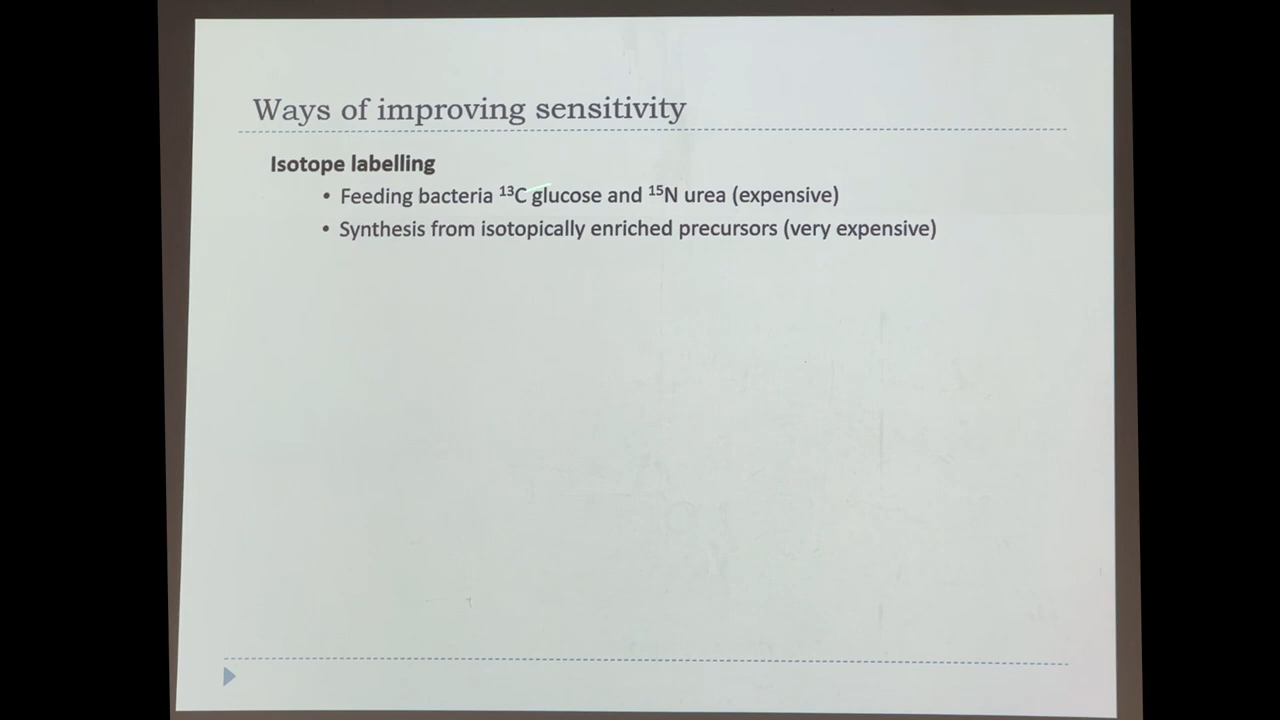 Ways of improving sensitivity
Isotope labelling
• Feeding bacteria ¹³C glucose and ¹⁵N urea (expensive)
• Synthesis from isotopically enriched precursors (very expensive)